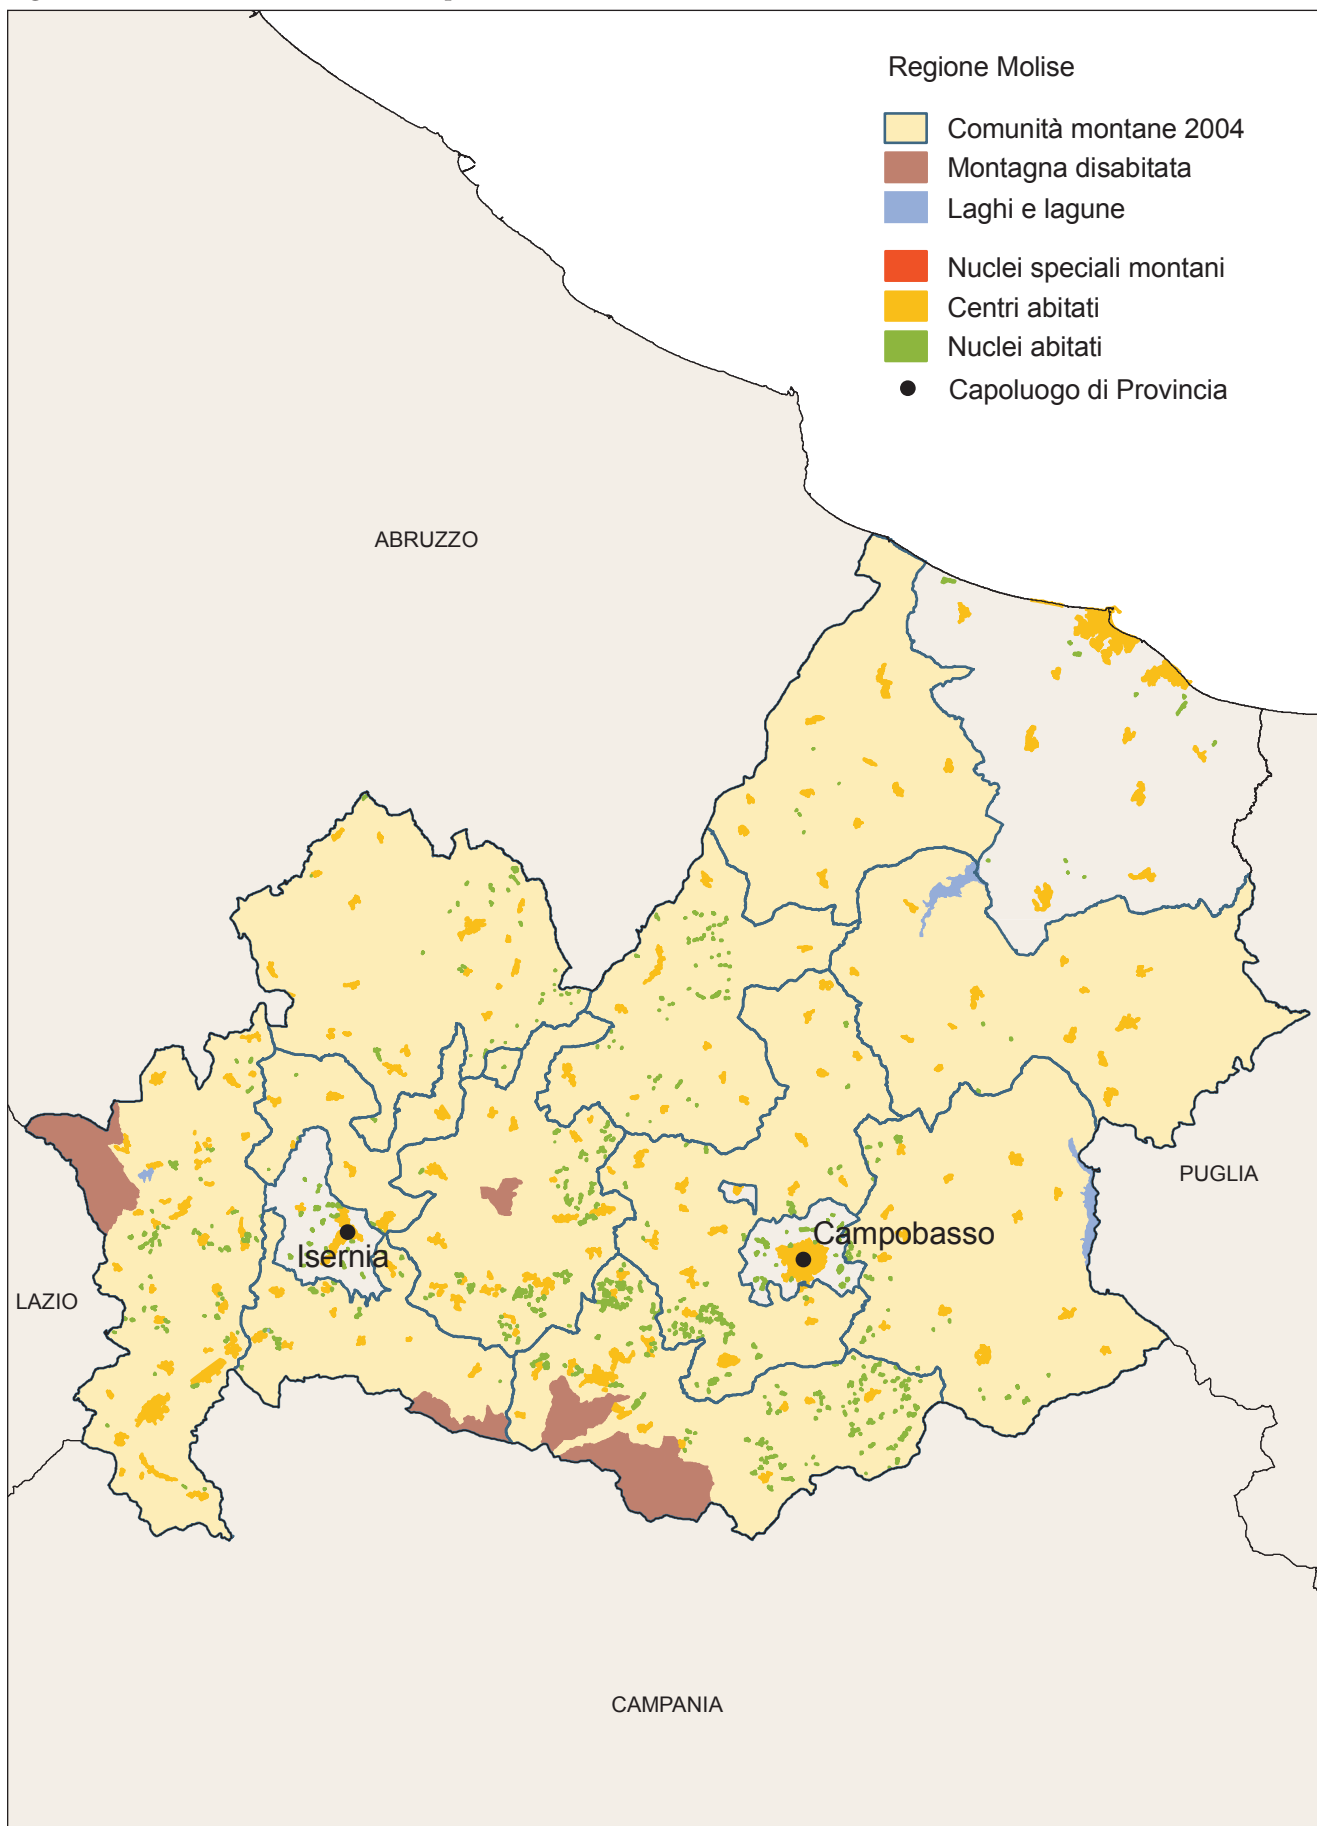 Regione Molise
Comunità montane 2004
Montagna disabitata
Laghi e lagune
Nuclei speciali montani
Centri abitati
Nuclei abitati
Capoluogo di Provincia
ABRUZZO
PUGLIA
Campobasso
Isernia
LAZIO
CAMPANIA